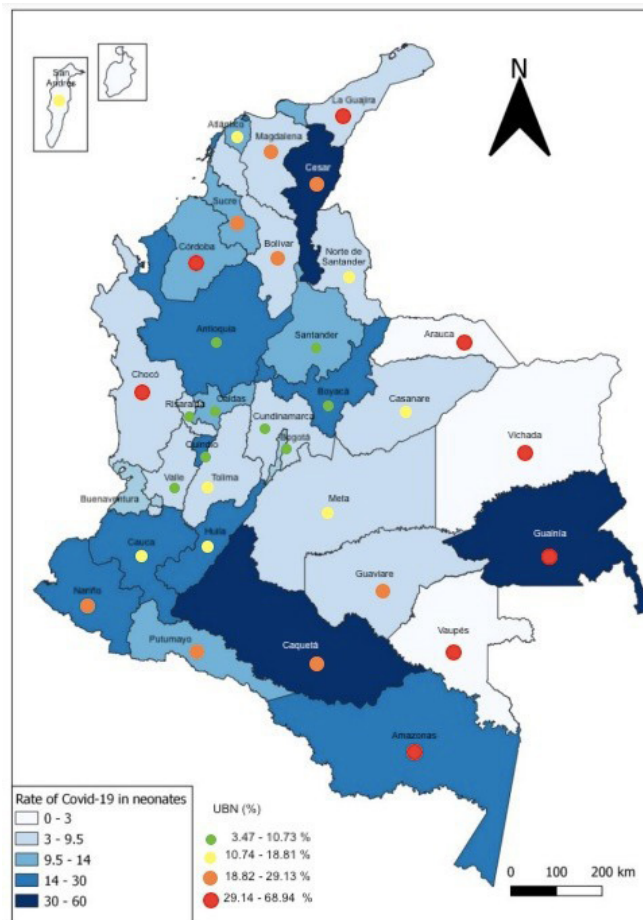 San
Andrés
N
La Guajira
Atlántico
Magdalena
Cesar
Sucre
Córdoba
Bolívar
Norte de
Santander
Antioquia
Santander
Arauca
Chocó
Boyacá
Casanare
Risaralda
Caldas
Cundinamarca
Vichada
Quindío
Bogotá
Valle
Tolima
Buenaventura
Meta
Guainía
Cauca
Huila
Guaviare
Nariño
Vaupés
Putumayo
Caquetá
Amazonas
Rate of Covid-19 in neonates
0 - 3
3 - 9.5
9.5 - 14
14 - 30
30 - 60
UBN (%)
3.47 - 10.73 %
10.74 - 18.81 %
18.82 - 29.13 %
29.14 - 68.94 %
0 100 200 km